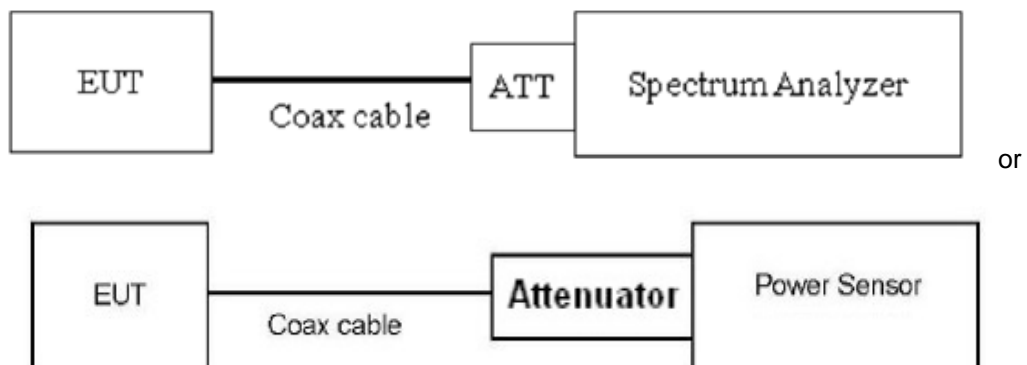 EUT
ATT
Spectrum Analyzer
Coax cable
or
EUT
Attenuator
Power Sensor
Coax cable